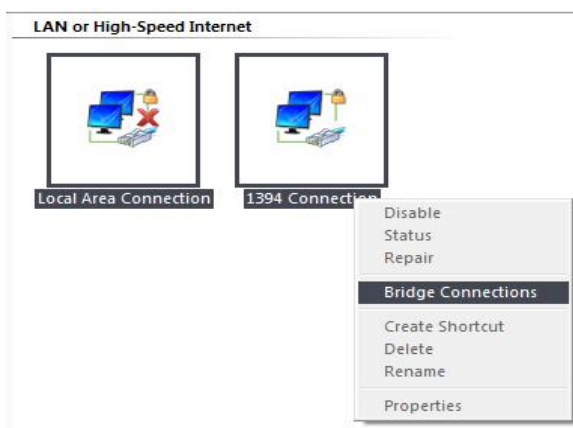 LAN or High-Speed Internet
Local Area Connection
1394 Connection
Disable
Status
Repair
Bridge Connections
Create Shortcut
Delete
Rename
Properties